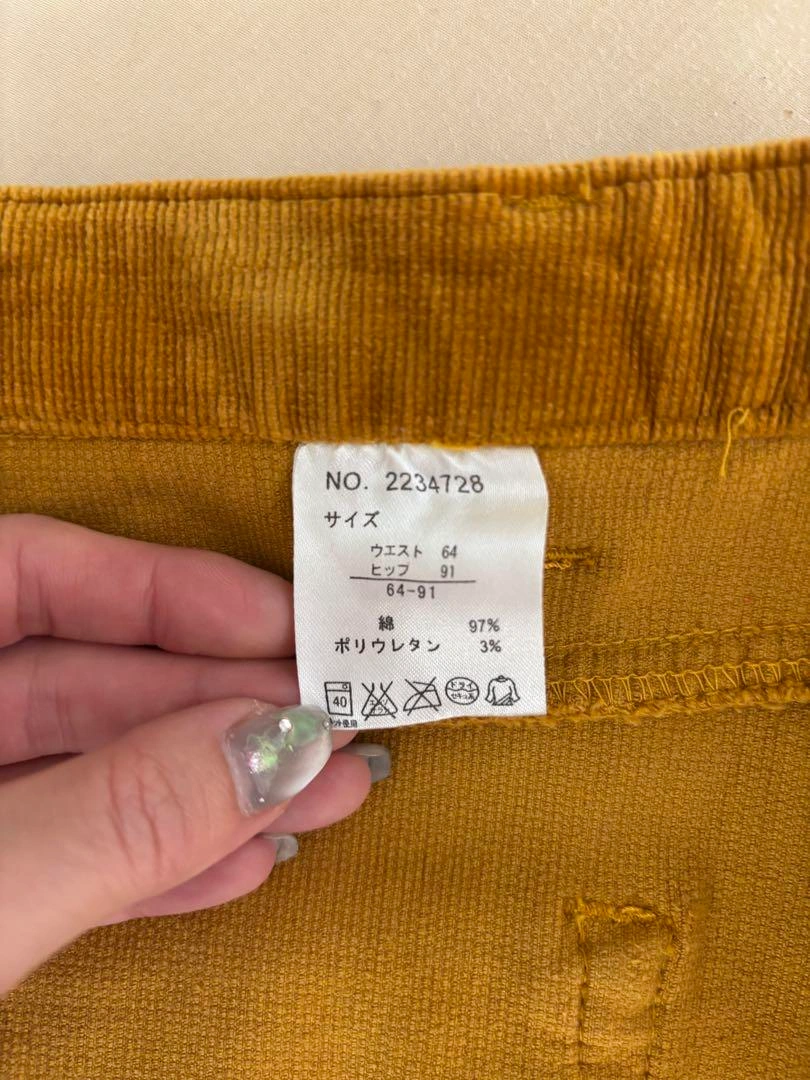 NO. 2234728
サイズ
ウエスト 64
ヒップ 91
64-91
綿 97%
ポリウレタン 3%
40
ドライ
セキユ系